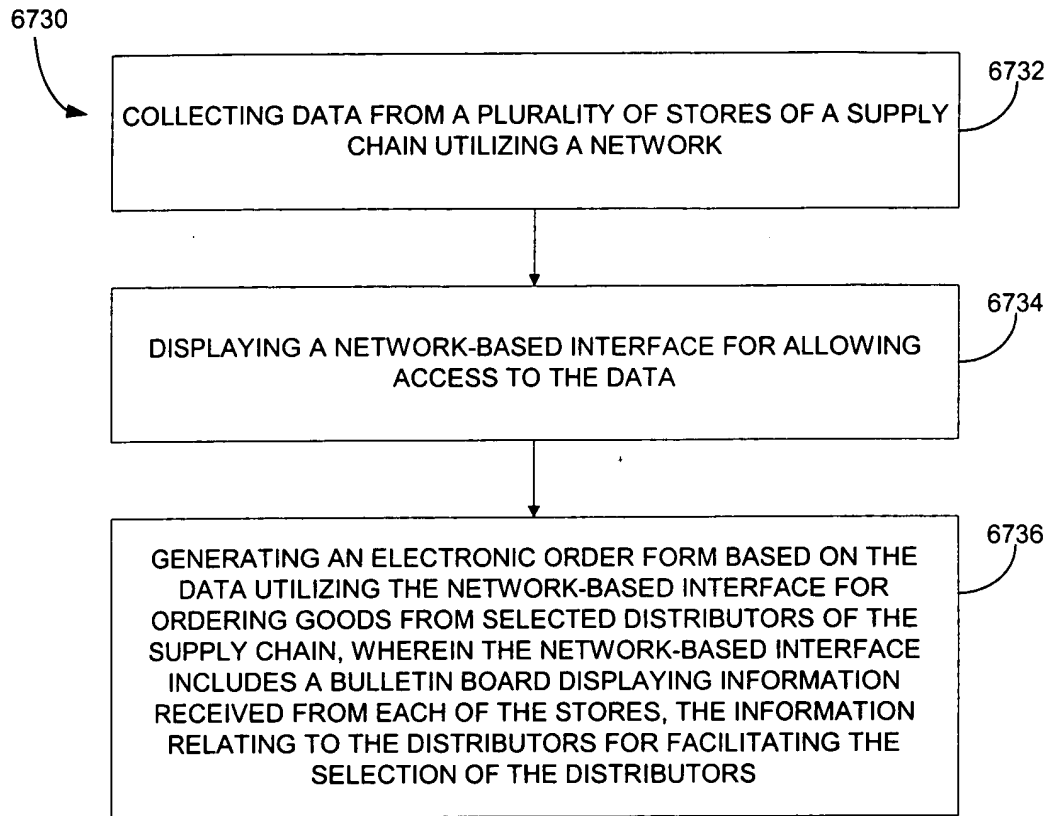 6730
6732
COLLECTING DATA FROM A PLURALITY OF STORES OF A SUPPLY
CHAIN UTILIZING A NETWORK
6734
DISPLAYING A NETWORK-BASED INTERFACE FOR ALLOWING
ACCESS TO THE DATA
6736
GENERATING AN ELECTRONIC ORDER FORM BASED ON THE
DATA UTILIZING THE NETWORK-BASED INTERFACE FOR
ORDERING GOODS FROM SELECTED DISTRIBUTORS OF THE
SUPPLY CHAIN, WHEREIN THE NETWORK-BASED INTERFACE
INCLUDES A BULLETIN BOARD DISPLAYING INFORMATION
RECEIVED FROM EACH OF THE STORES, THE INFORMATION
RELATING TO THE DISTRIBUTORS FOR FACILITATING THE
SELECTION OF THE DISTRIBUTORS